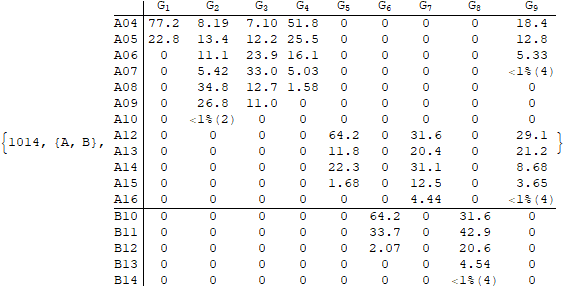 G1 G2 G3 G4 G5 G6 G7 G8 G9
A04 77.2 8.19 7.10 51.8 0 0 0 0 18.4
A05 22.8 13.4 12.2 25.5 0 0 0 0 12.8
A06 0 11.1 23.9 16.1 0 0 0 0 5.33
A07 0 5.42 33.0 5.03 0 0 0 0 <1%(4)
A08 0 34.8 12.7 1.58 0 0 0 0 0
A09 0 26.8 11.0 0 0 0 0 0 0
A10 0 <1%(2) 0 0 0 0 0 0 0
{1014, {A, B}, A12 0 0 0 0 64.2 0 31.6 0 29.1 }
A13 0 0 0 0 11.8 0 20.4 0 21.2
A14 0 0 0 0 22.3 0 31.1 0 8.68
A15 0 0 0 0 1.68 0 12.5 0 3.65
A16 0 0 0 0 0 0 4.44 0 <1%(4)
B10 0 0 0 0 0 64.2 0 31.6 0
B11 0 0 0 0 0 33.7 0 42.9 0
B12 0 0 0 0 0 2.07 0 20.6 0
B13 0 0 0 0 0 0 0 4.54 0
B14 0 0 0 0 0 0 0 <1%(4) 0